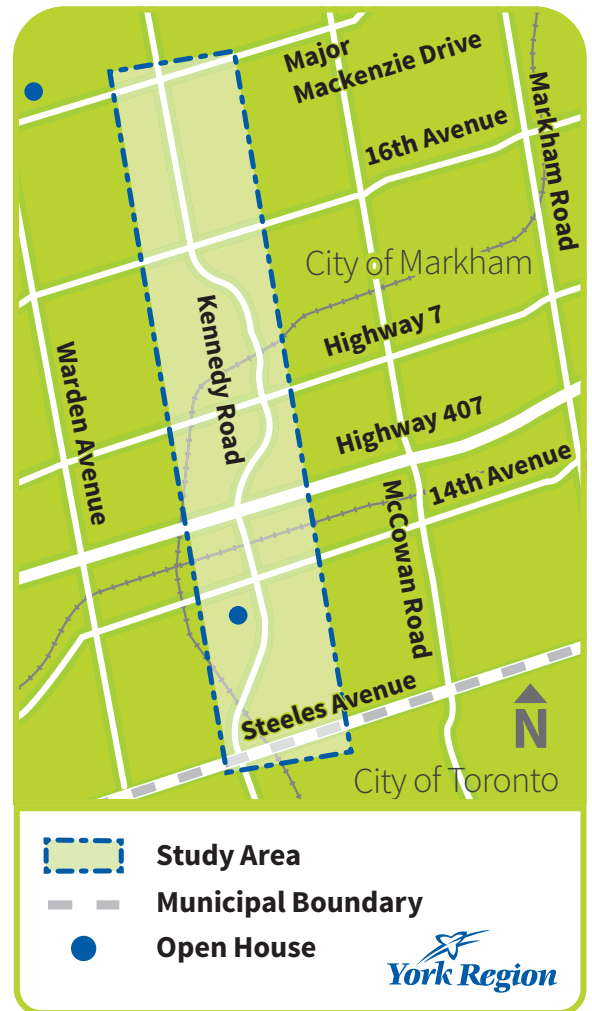 Major
Mackenzie Drive
Markham Road
16th Avenue
City of Markham
Kennedy Road
Highway 7
Warden Avenue
Highway 407
14th Avenue
McCowan Road
Steeles Avenue
N
City of Toronto
Study Area
Municipal Boundary
Open House
York Region